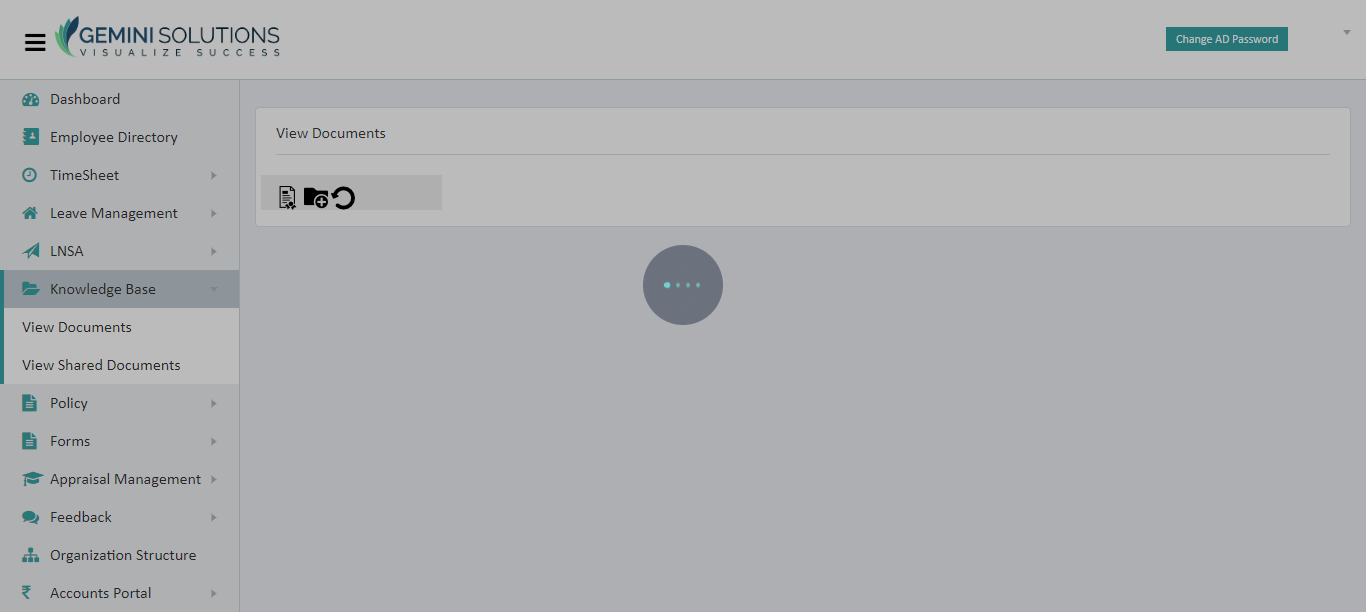 GEMINI SOLUTIONS
VISUALIZE SUCCESS
Change AD Password
Dashboard
Employee Directory
TimeSheet
Leave Management
LNSA
Knowledge Base
View Documents
View Shared Documents
Policy
Forms
Appraisal Management
Feedback
Organization Structure
Accounts Portal
View Documents